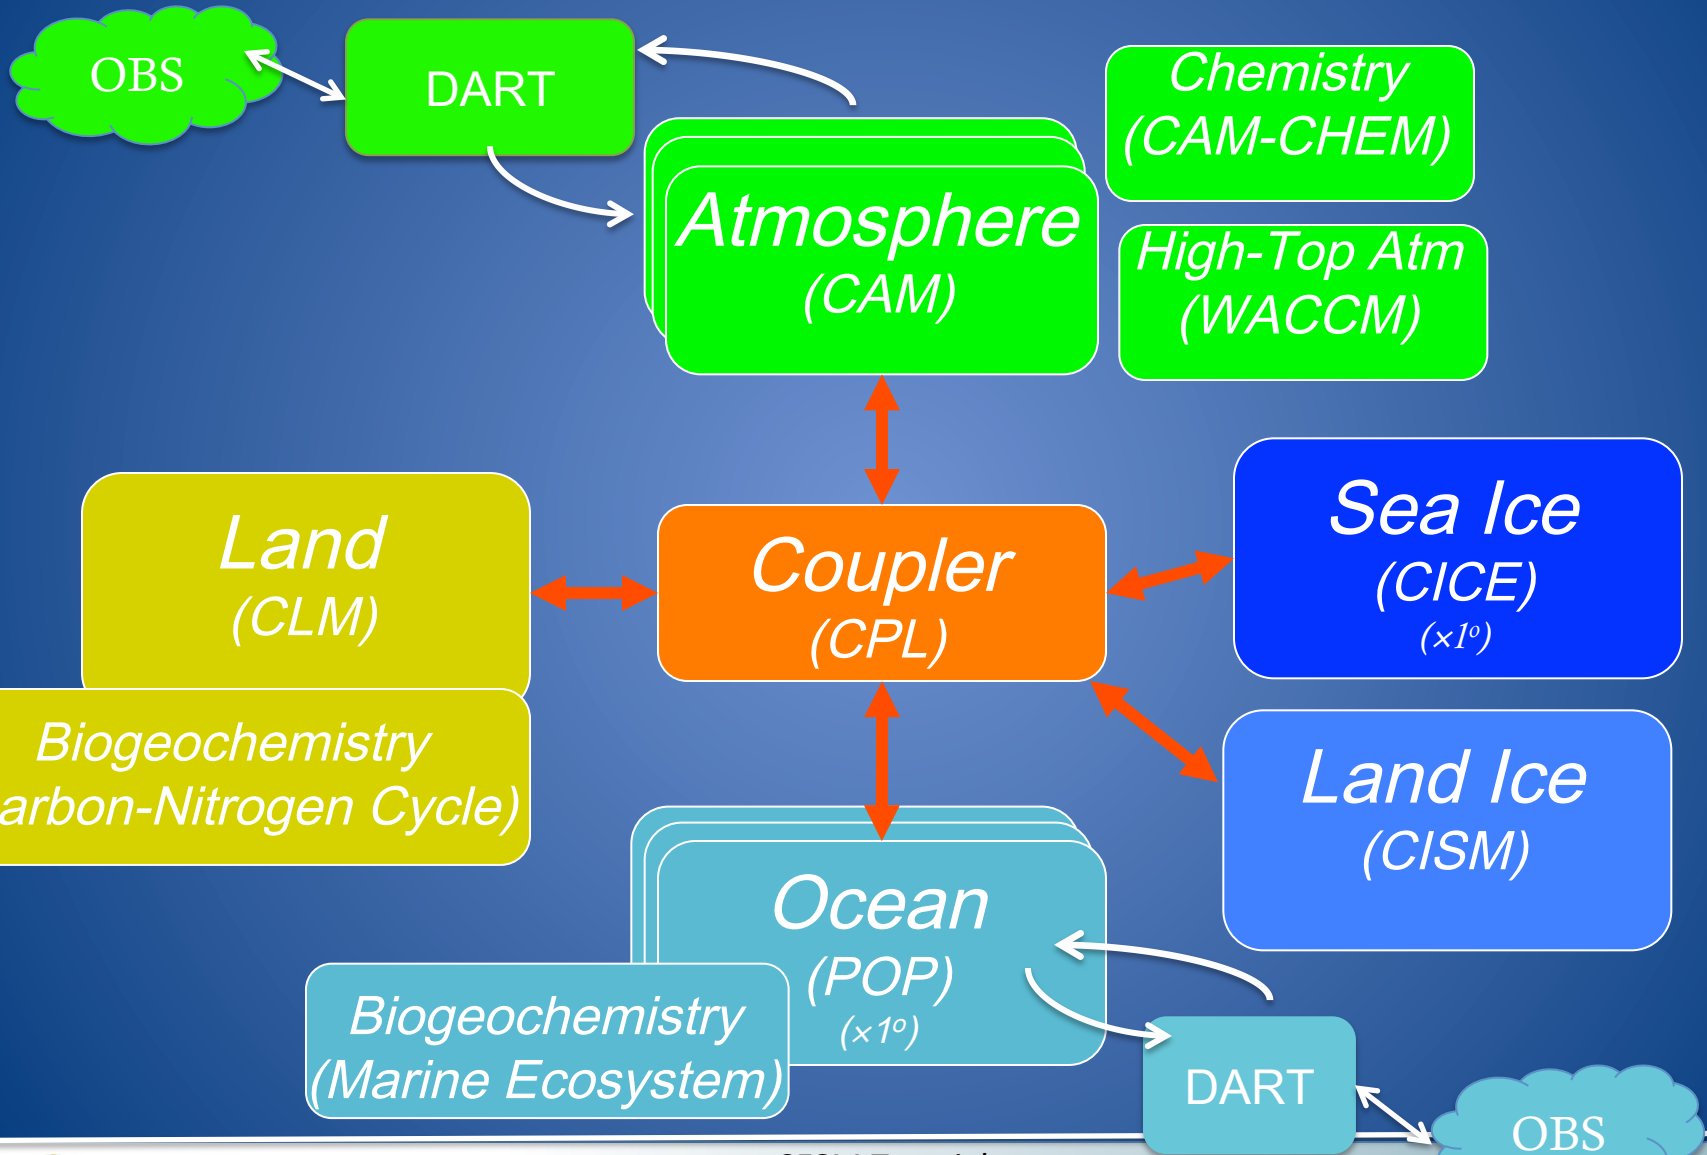 OBS
DART
Chemistry
(CAM-CHEM)
Atmosphere
(CAM)
High-Top Atm
(WACCM)
Land
(CLM)
Coupler
(CPL)
Sea Ice
(CICE)
(×1º)
Biogeochemistry
arbon-Nitrogen Cycle)
Land Ice
(CISM)
Ocean
(POP)
(×1º)
Biogeochemistry
(Marine Ecosystem)
DART
OBS